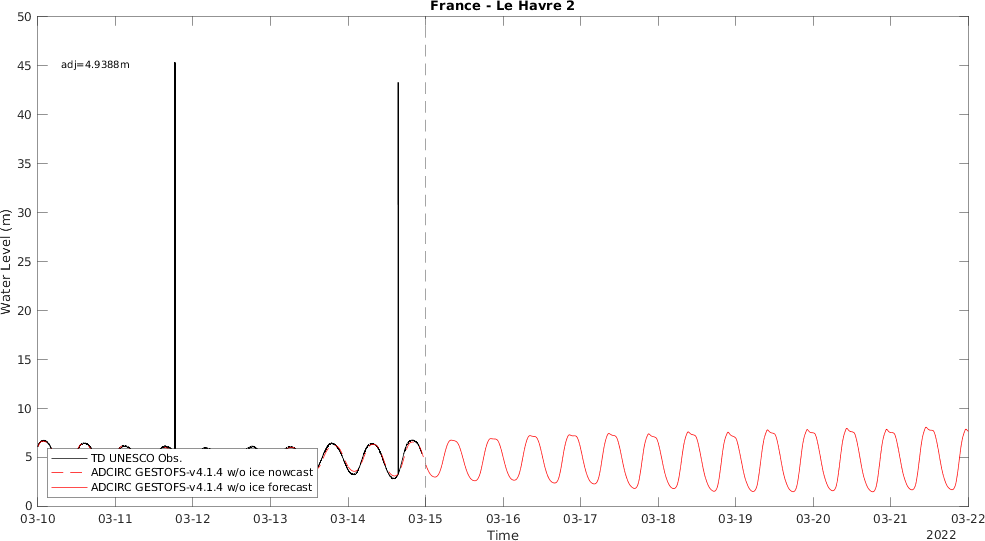 France - Le Havre 2
50
45
40
35
30
25
20
15
10
5
0
adj=4.9388m
Water Level (m)
TD UNESCO Obs.
ADCIRC GESTOFS-v4.1.4 w/o ice nowcast
ADCIRC GESTOFS-v4.1.4 w/o ice forecast
03-10 03-11 03-12 03-13 03-14 03-15 03-16 03-17 03-18 03-19 03-20 03-21 03-22
Time
2022